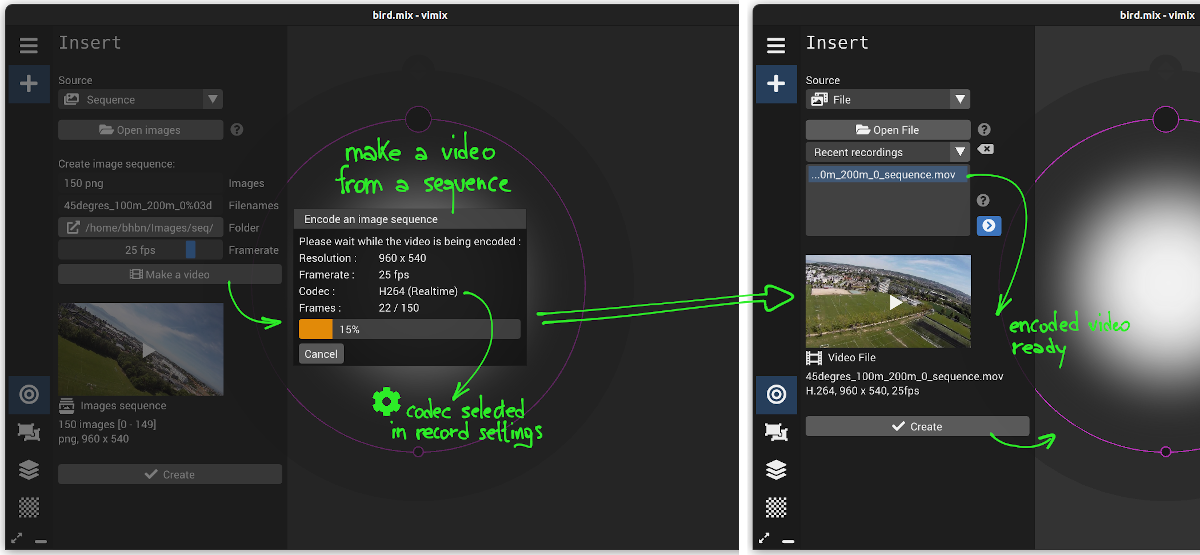 bird.mix - vimix
Insert
Source
Sequence
Open images
Create image sequence:
150 png Images
45degrees_100m_200m_0%03d Filenames
/home/bhbn/Images/seq/ Folder
25 fps Framerate
Make a video
Images sequence
150 images [0 - 149]
png, 960 x 540
Create
make a video
from a sequence
Encode an image sequence
Please wait while the video is being encoded :
Resolution : 960 x 540
Framerate : 25 fps
Codec : H264 (Realtime)
Frames : 22 / 150
15%
Cancel
codec selected
in record settings
bird.mix - vimix
Insert
Source
File
Open File
Recent recordings
...0m_200m_0_sequence.mov
Video File
45degrees_100m_200m_0_sequence.mov
H.264, 960 x 540, 25fps
Create
encoded video
ready